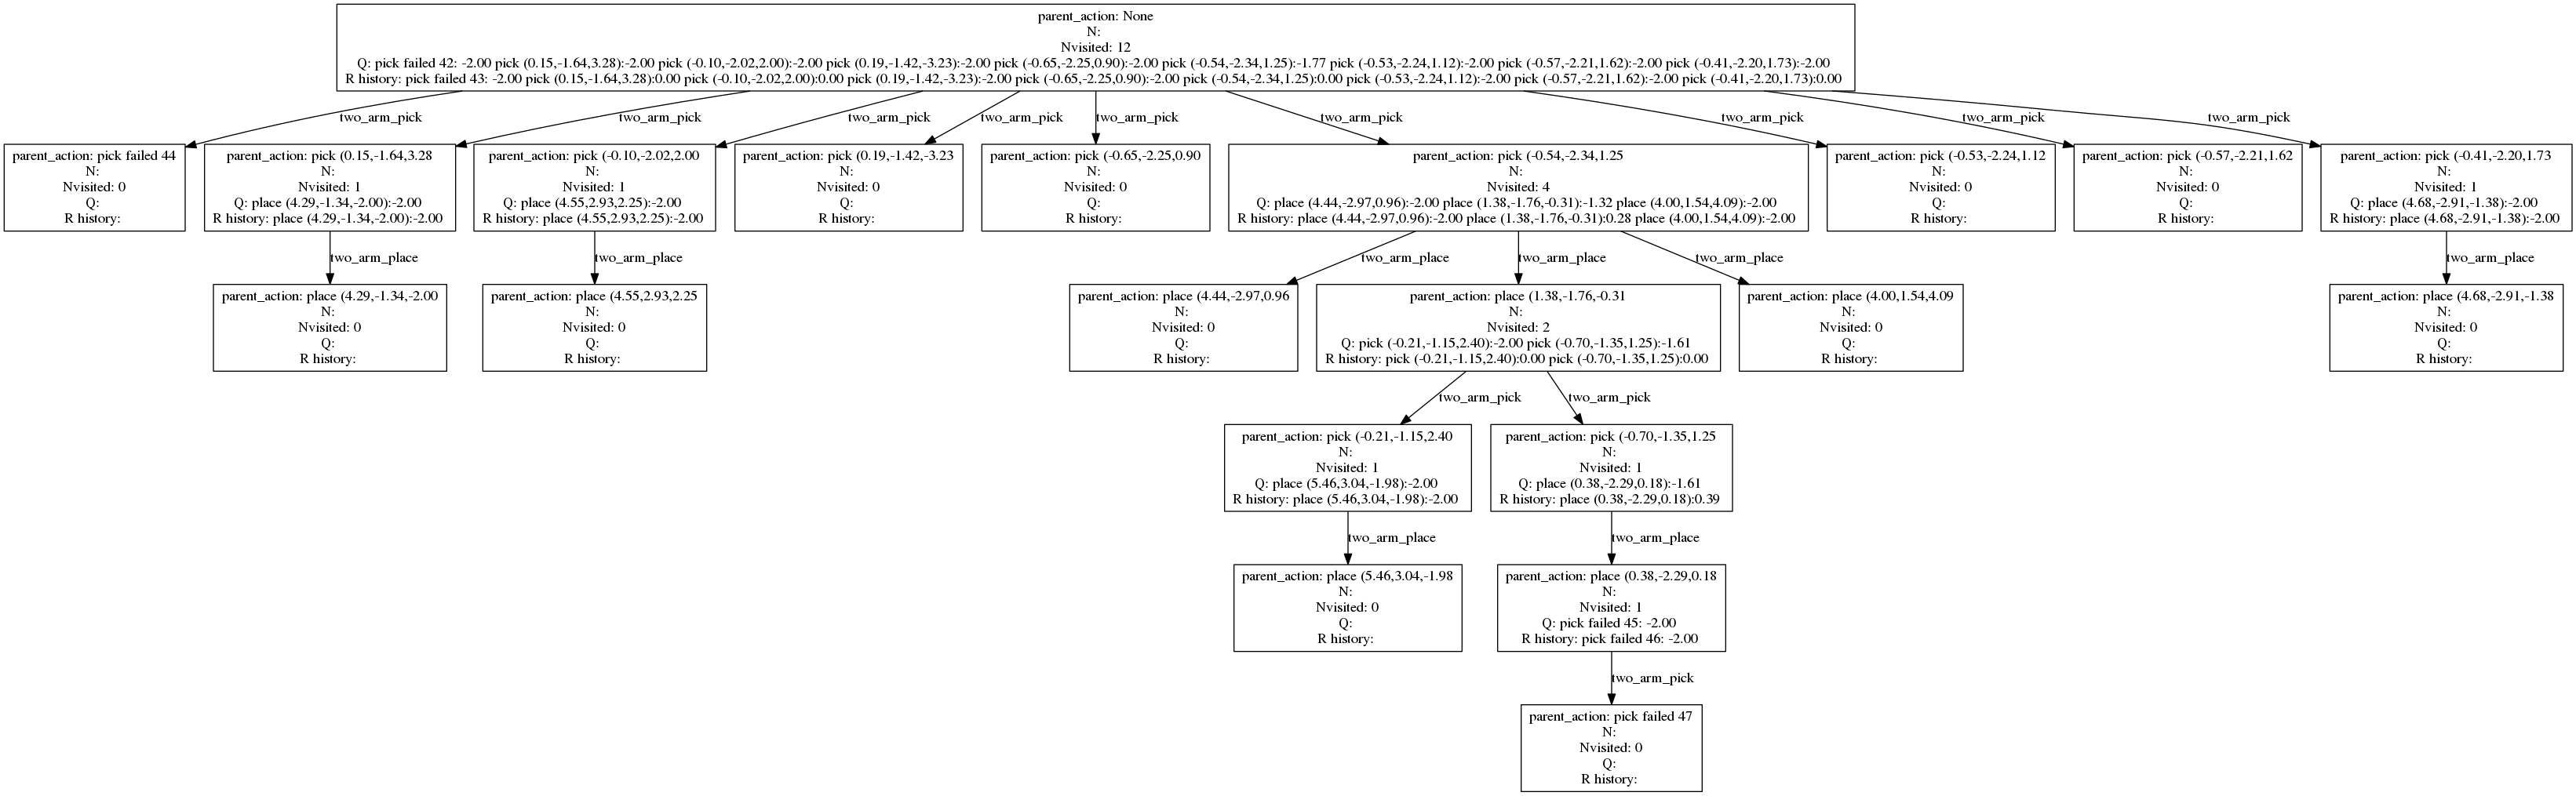 parent_action: None
N:
Nvisited: 12
Q: pick failed 42: -2.00 pick (0.15,-1.64,3.28):-2.00 pick (-0.10,-2.02,2.00):-2.00 pick (0.19,-1.42,-3.23):-2.00 pick (-0.65,-2.25,0.90):-2.00 pick (-0.54,-2.34,1.25):-1.77 pick (-0.53,-2.24,1.12):-2.00 pick (-0.57,-2.21,1.62):-2.00 pick (-0.41,-2.20,1.73):-2.00
R history: pick failed 43: -2.00 pick (0.15,-1.64,3.28):0.00 pick (-0.10,-2.02,2.00):0.00 pick (0.19,-1.42,-3.23):-2.00 pick (-0.65,-2.25,0.90):-2.00 pick (-0.54,-2.34,1.25):0.00 pick (-0.53,-2.24,1.12):-2.00 pick (-0.57,-2.21,1.62):-2.00 pick (-0.41,-2.20,1.73):0.00
two_arm_pick
two_arm_pick
two_arm_pick
two_arm_pick
two_arm_pick
two_arm_pick
two_arm_pick
two_arm_pick
two_arm_pick
parent_action: pick failed 44
N:
Nvisited: 0
Q:
R history:
parent_action: pick (0.15,-1.64,3.28
N:
Nvisited: 1
Q: place (4.29,-1.34,-2.00):-2.00
R history: place (4.29,-1.34,-2.00):-2.00
parent_action: pick (-0.10,-2.02,2.00
N:
Nvisited: 1
Q: place (4.55,2.93,2.25):-2.00
R history: place (4.55,2.93,2.25):-2.00
parent_action: pick (0.19,-1.42,-3.23
N:
Nvisited: 0
Q:
R history:
parent_action: pick (-0.65,-2.25,0.90
N:
Nvisited: 0
Q:
R history:
parent_action: pick (-0.54,-2.34,1.25
N:
Nvisited: 4
Q: place (4.44,-2.97,0.96):-2.00 place (1.38,-1.76,-0.31):-1.32 place (4.00,1.54,4.09):-2.00
R history: place (4.44,-2.97,0.96):-2.00 place (1.38,-1.76,-0.31):0.28 place (4.00,1.54,4.09):-2.00
parent_action: pick (-0.53,-2.24,1.12
N:
Nvisited: 0
Q:
R history:
parent_action: pick (-0.57,-2.21,1.62
N:
Nvisited: 0
Q:
R history:
parent_action: pick (-0.41,-2.20,1.73
N:
Nvisited: 1
Q: place (4.68,-2.91,-1.38):-2.00
R history: place (4.68,-2.91,-1.38):-2.00
two_arm_place
two_arm_place
two_arm_place
two_arm_place
two_arm_place
two_arm_place
parent_action: place (4.29,-1.34,-2.00
N:
Nvisited: 0
Q:
R history:
parent_action: place (4.55,2.93,2.25
N:
Nvisited: 0
Q:
R history:
parent_action: place (4.44,-2.97,0.96
N:
Nvisited: 0
Q:
R history:
parent_action: place (1.38,-1.76,-0.31
N:
Nvisited: 2
Q: pick (-0.21,-1.15,2.40):-2.00 pick (-0.70,-1.35,1.25):-1.61
R history: pick (-0.21,-1.15,2.40):0.00 pick (-0.70,-1.35,1.25):0.00
parent_action: place (4.00,1.54,4.09
N:
Nvisited: 0
Q:
R history:
parent_action: place (4.68,-2.91,-1.38
N:
Nvisited: 0
Q:
R history:
two_arm_pick
two_arm_pick
parent_action: pick (-0.21,-1.15,2.40
N:
Nvisited: 1
Q: place (5.46,3.04,-1.98):-2.00
R history: place (5.46,3.04,-1.98):-2.00
parent_action: pick (-0.70,-1.35,1.25
N:
Nvisited: 1
Q: place (0.38,-2.29,0.18):-1.61
R history: place (0.38,-2.29,0.18):0.39
two_arm_place
two_arm_place
parent_action: place (5.46,3.04,-1.98
N:
Nvisited: 0
Q:
R history:
parent_action: place (0.38,-2.29,0.18
N:
Nvisited: 1
Q: pick failed 45: -2.00
R history: pick failed 46: -2.00
two_arm_pick
parent_action: pick failed 47
N:
Nvisited: 0
Q:
R history: